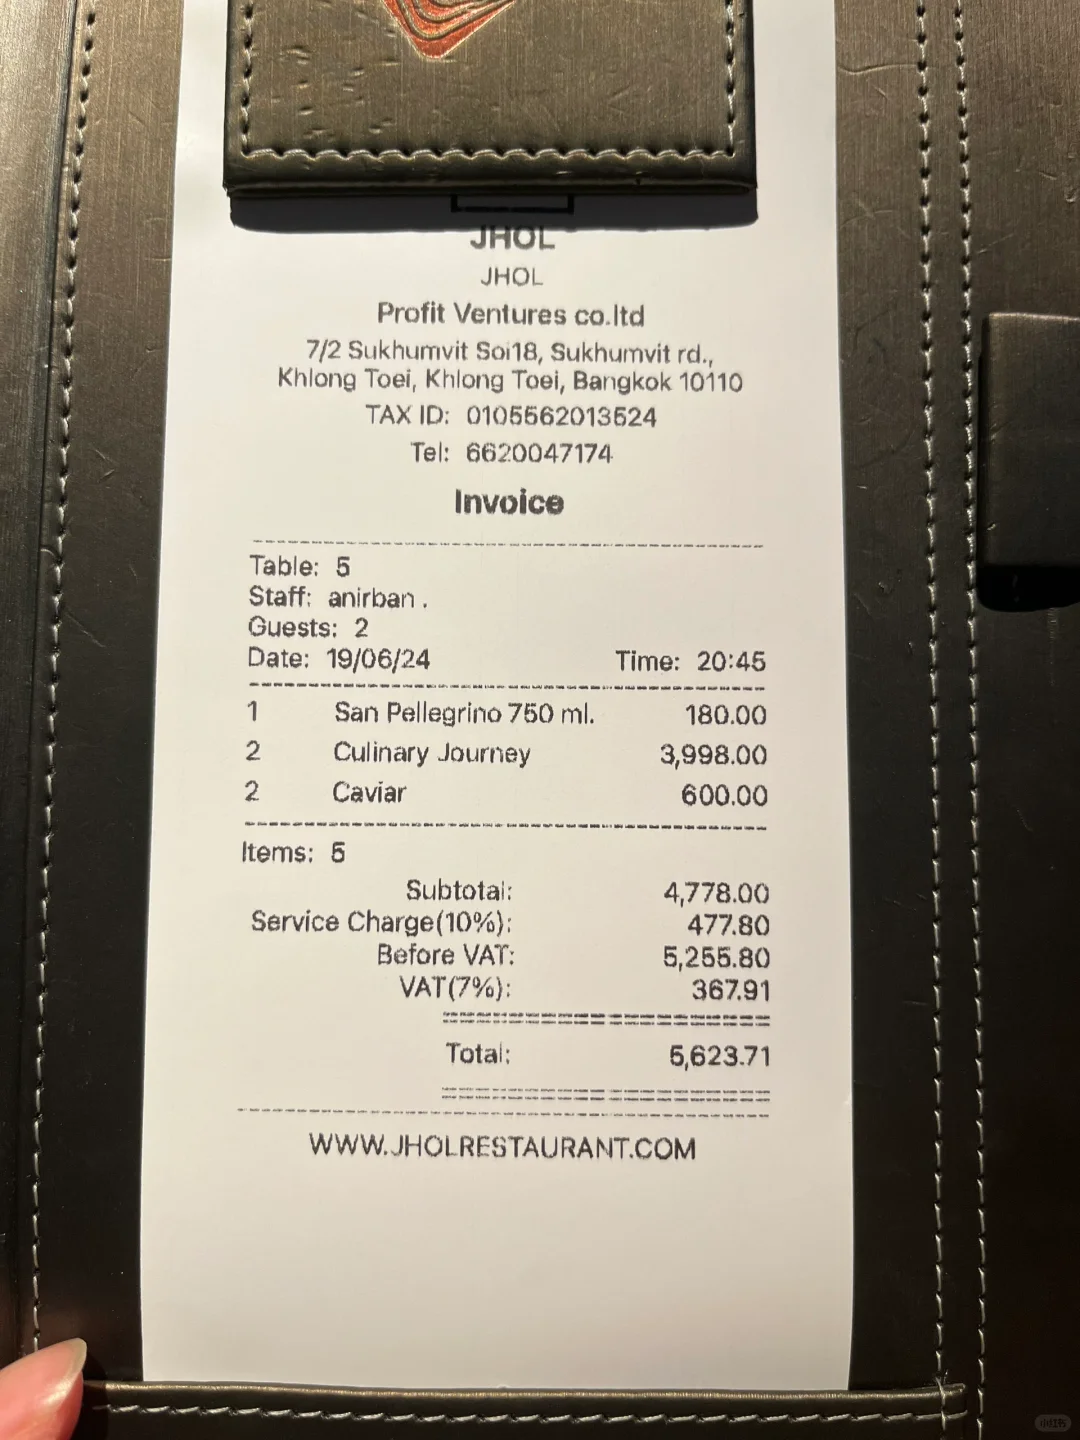 JHOL
JHOL
Profit Ventures co.ltd
7/2 Sukhumvit Soi18, Sukhumvit rd.,
Khlong Toei, Khlong Toei, Bangkok 10110
TAX ID: 0105562013524
Tel: 6620047174
Invoice
Table: 5
Staff: anirban .
Guests: 2
Date: 19/06/24 Time: 20:45
1 San Pellegrino 750 ml. 180.00
2 Culinary Journey 3,998.00
2 Caviar 600.00
Items: 5
Subtotal: 4,778.00
Service Charge(10%): 477.80
Before VAT: 5,255.80
VAT(7%): 367.91
Total: 5,623.71
WWW.JHOLRESTAURANT.COM
小红书